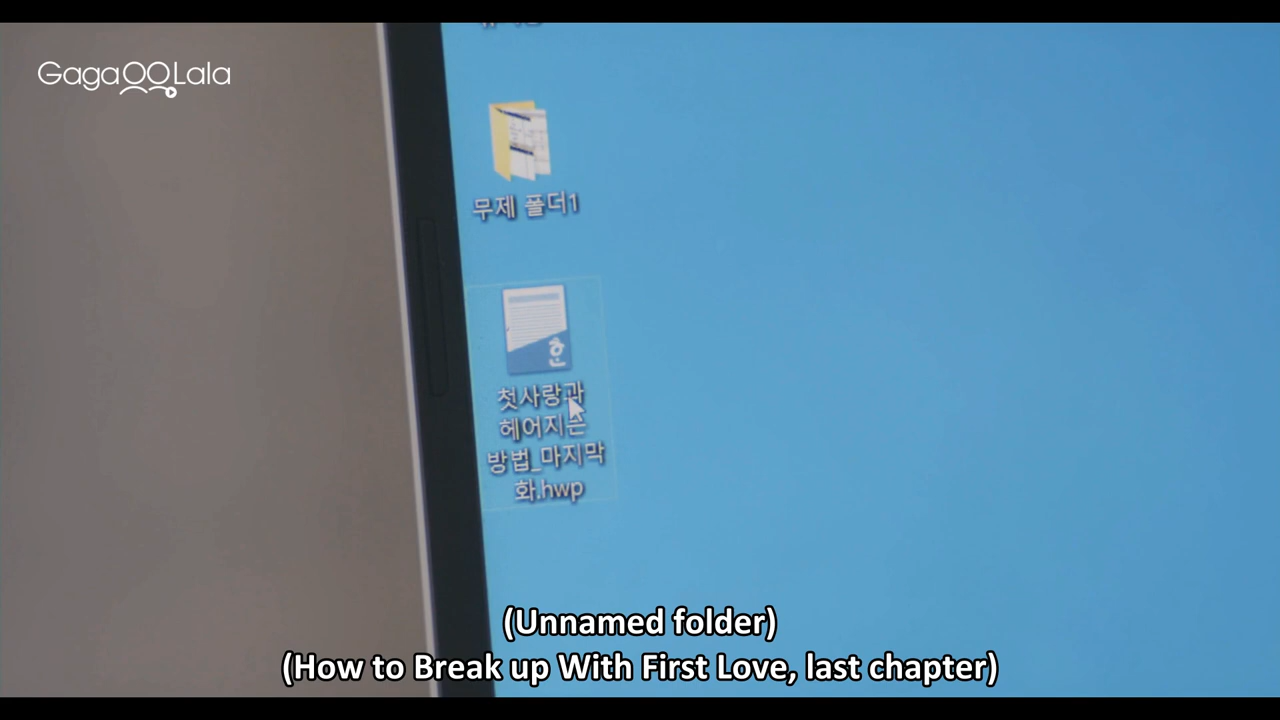 GagaOOLala
무제 폴더1
첫사랑과
헤어지는
방법_마지막
화.hwp
(Unnamed folder)
(How to Break up With First Love, last chapter)